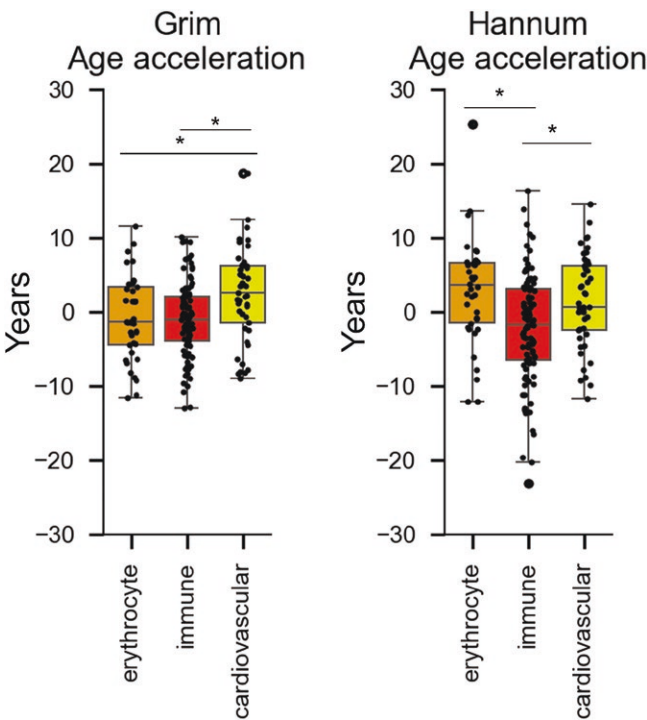 Grim
Age acceleration
Years
30
20
10
0
−10
−20
−30
*
*
erythrocyte
immune
cardiovascular
Hannum
Age acceleration
Years
30
20
10
0
−10
−20
−30
*
*
erythrocyte
immune
cardiovascular